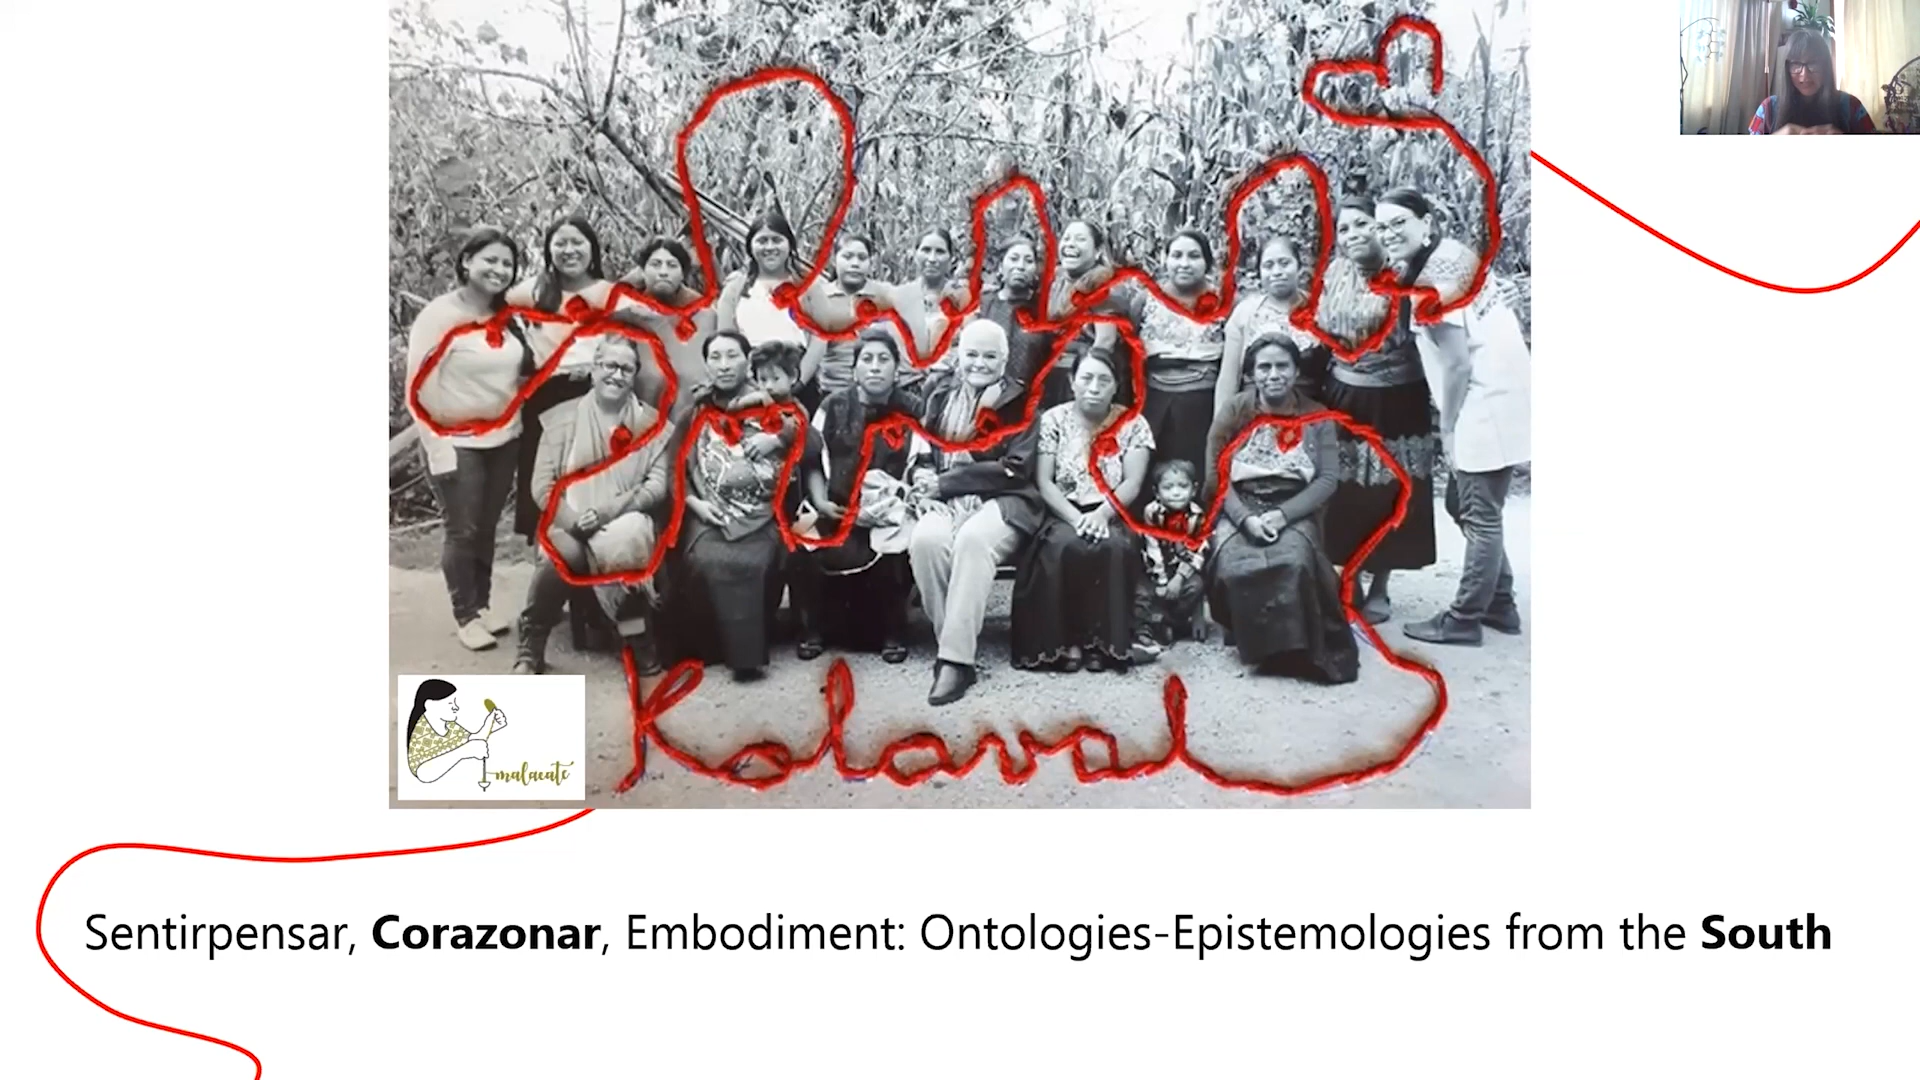 Kolaval
malacate
Sentirpensar, Corazonar, Embodiment: Ontologies-Epistemologies from the South